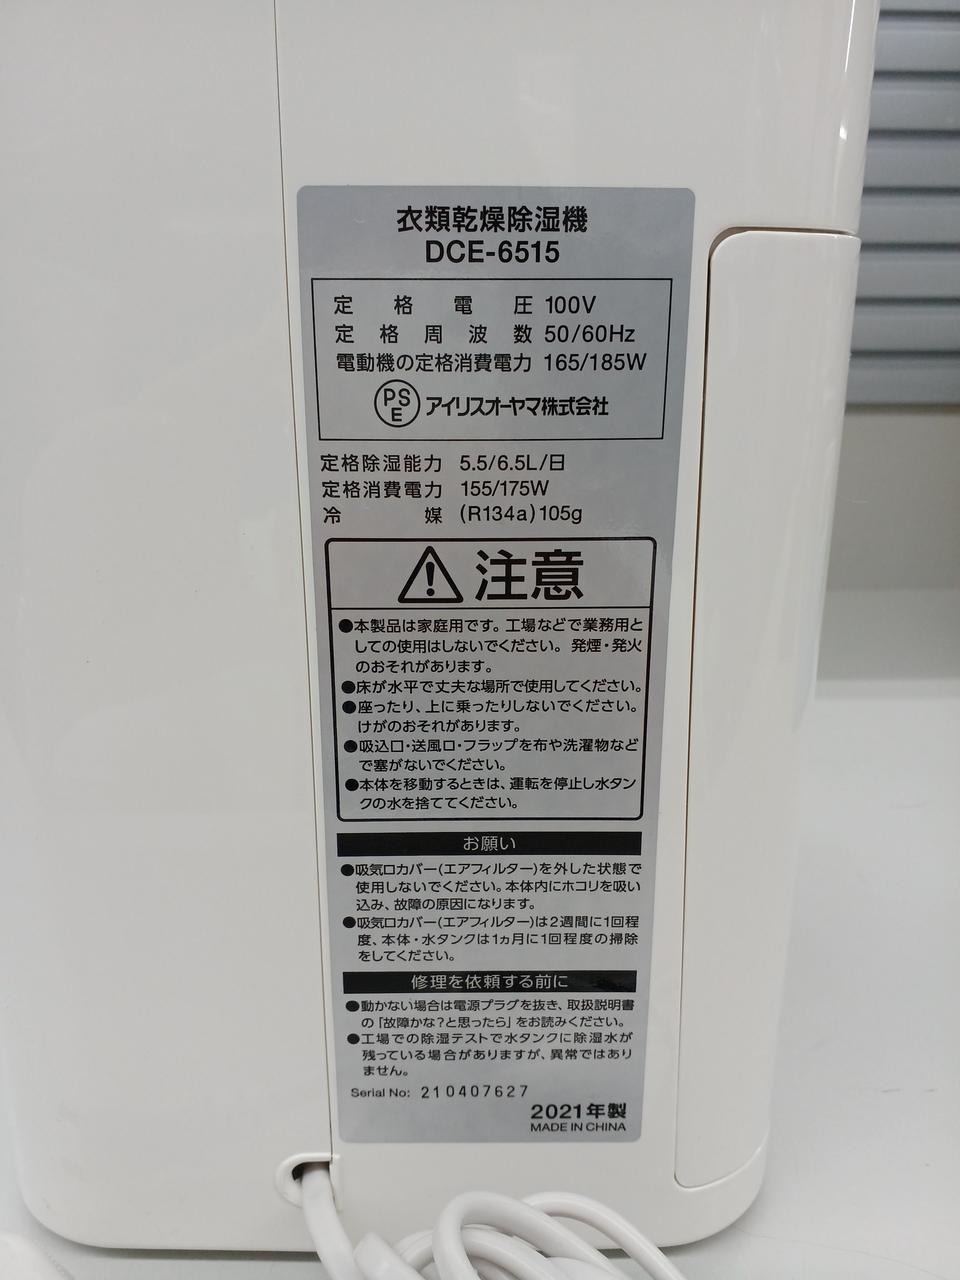 衣類乾燥除湿機
DCE-6515
定格電圧 100V
定格周波数 50/60Hz
電動機の定格消費電力 165/185W
PSE アイリスオーヤマ株式会社
定格除湿能力 5.5/6.5L/日
定格消費電力 155/175W
冷媒 (R134a)105g
注意
●本製品は家庭用です。工場などで業務用と
しての使用はしないでください。発煙・発火
のおそれがあります。
●床が水平で丈夫な場所で使用してください。
●座ったり、上に乗ったりしないでください。
けがのおそれがあります。
●吸込口・送風口・フラップを布や洗濯物など
で塞がないでください。
●本体を移動するときは、運転を停止し水タン
クの水を捨ててください。
お願い
●吸気口カバー(エアフィルター)を外した状態で
使用しないでください。本体内にホコリを吸い
込み、故障の原因になります。
●吸気口カバー(エアフィルター)は2週間に1回程
度、本体・水タンクは1ヵ月に1回程度の掃除
をしてください。
修理を依頼する前に
●動かない場合は電源プラグを抜き、取扱説明書
の「故障かな?と思ったら」をお読みください。
●工場での除湿テストで水タンクに除湿水が
残っている場合がありますが、異常ではあり
ません。
Serial No: 210407627
2021年製
MADE IN CHINA